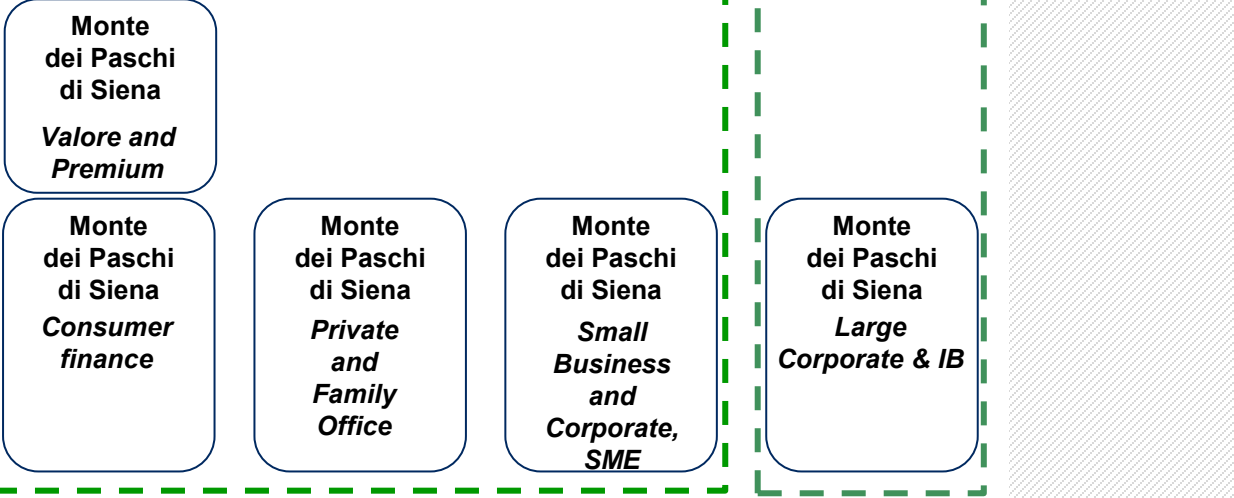 Monte
dei Paschi
di Siena
Valore and
Premium
Monte
dei Paschi
di Siena
Consumer
finance
Monte
dei Paschi
di Siena
Private
and
Family
Office
Monte
dei Paschi
di Siena
Small
Business
and
Corporate,
SME
Monte
dei Paschi
di Siena
Large
Corporate & IB